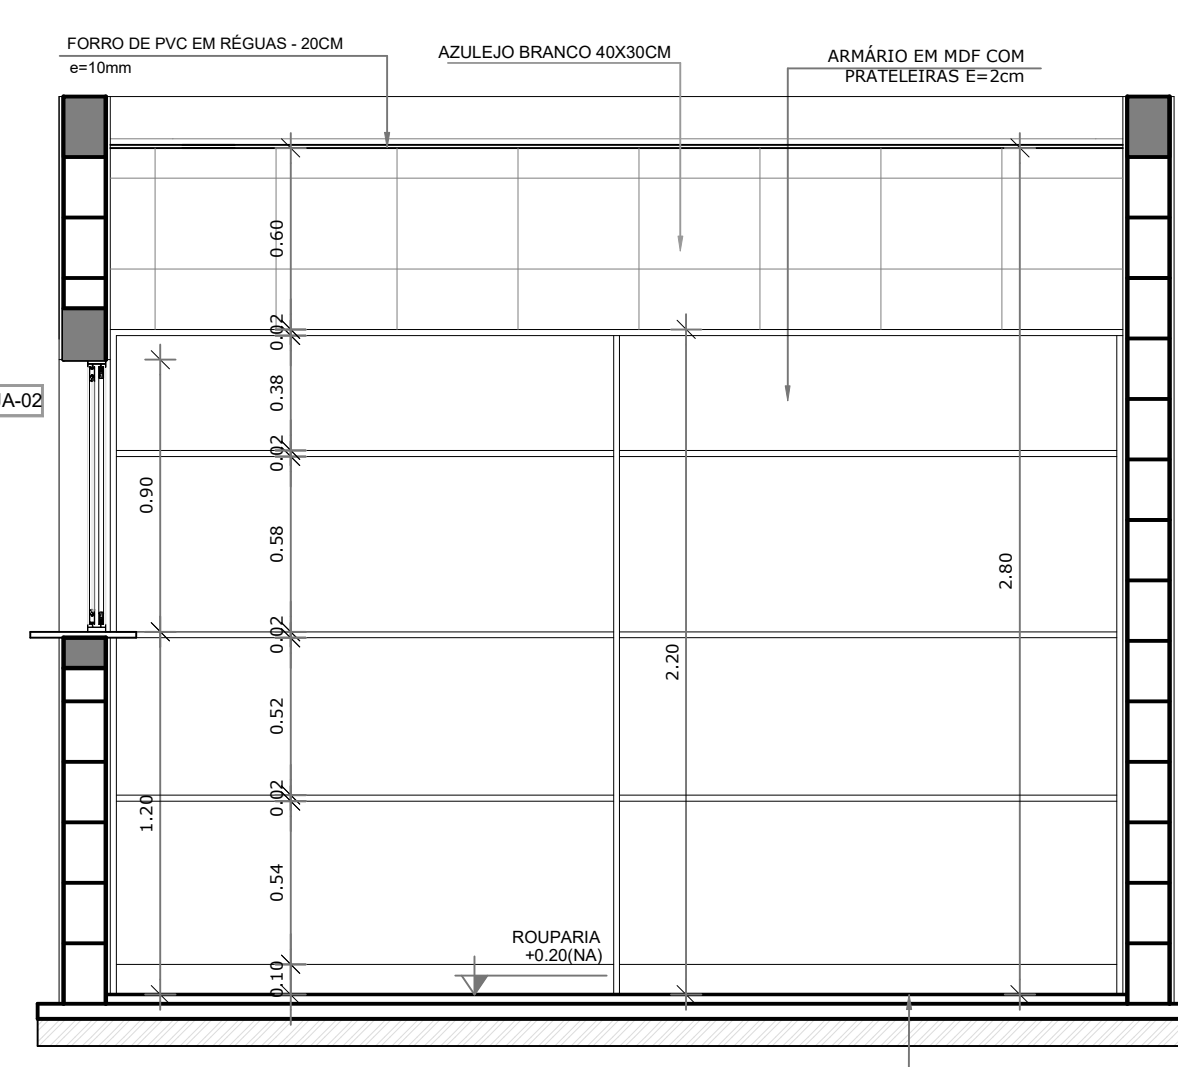 FORRO DE PVC EM RÉGUAS - 20CM
e=10mm
AZULEJO BRANCO 40X30CM
ARMÁRIO EM MDF COM
PRATELEIRAS E=2cm
0.60
0.02
0.38
0.02
0.58
0.02
0.52
0.02
0.54
0.10
0.90
1.20
2.20
2.80
JA-02
ROUPARIA
+0.20(NA)